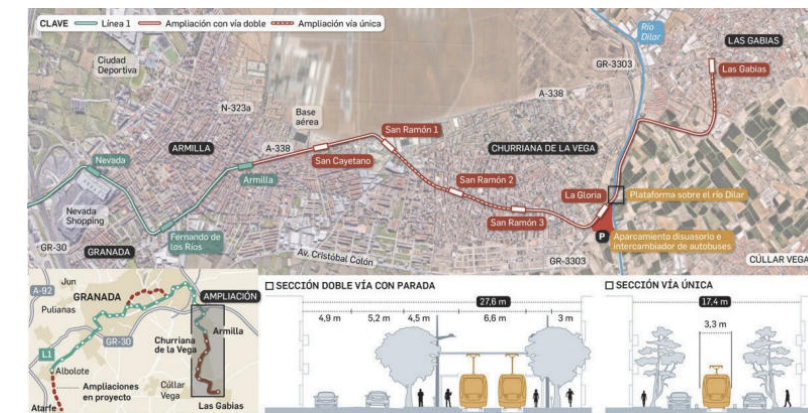 CLAVE Línea 1 Ampliación con vía doble Ampliación vía única
Río
Dilar
LAS GABIAS
Ciudad
Deportiva
GR-3303
Las Gabias
N-323a
Base
aérea
A-338
San Ramón 1
ARMILLA
A-338
CHURRIANA DE LA VEGA
Nevada
San Cayetano
Armilla
San Ramón 2
La Gloria
Plataforma sobre el río Dilar
Nevada
Shopping
San Ramón 3
Fernando de
los Ríos
P
Aparcamiento disuasorio e
intercambiador de autobuses
GR-30
GRANADA
Av. Cristóbal Colón
GR-3303
CÚLLAR VEGA
A-92
Jun
GRANADA
Pulianas
AMPLIACIÓN
Armilla
GR-30
Churriana
de la Vega
L1
Albolote
Ampliaciones
en proyecto
Cúllar
Vega
Atarfe
Las Gabias
SECCIÓN DOBLE VÍA CON PARADA
27,6 m
4,9 m 5,2 m 4,5 m 6,6 m 3 m
SECCIÓN VÍA ÚNICA
17,4 m
3,3 m